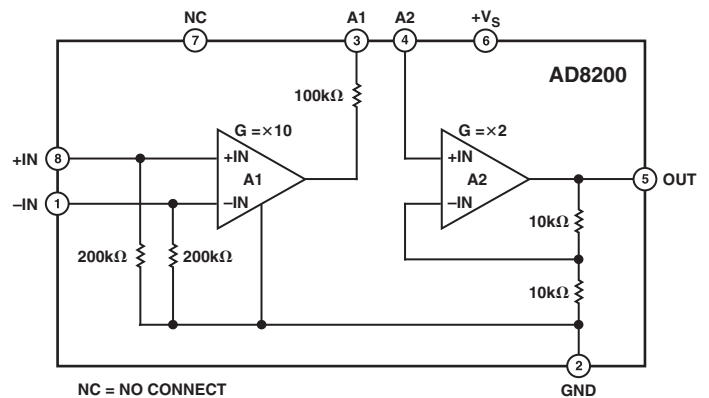 NC
A1
A2
+VS
7
3
4
6
AD8200
100kΩ
G = ×10
G = ×2
+IN
8
+IN
A1
–IN
1
–IN
+IN
A2
–IN
5
OUT
10kΩ
200kΩ
200kΩ
10kΩ
2
NC = NO CONNECT
GND